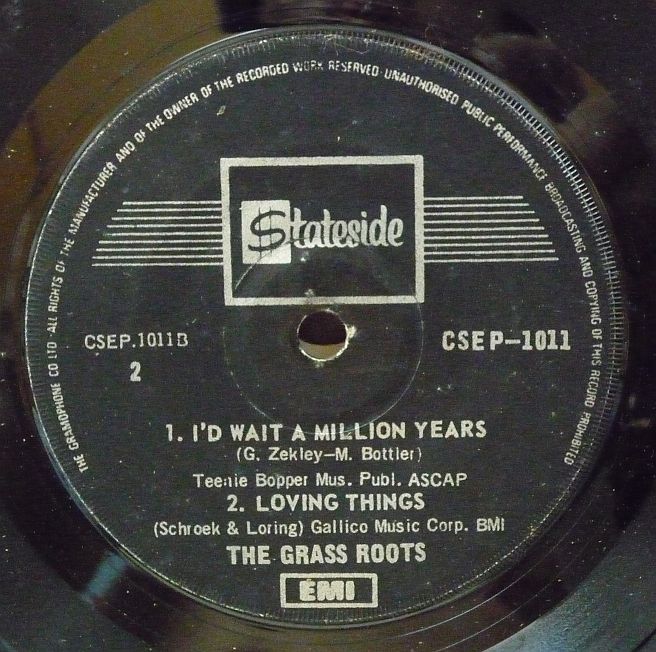 THE GRAMOPHONE CO LTD · ALL RIGHTS OF THE MANUFACTURER AND OF THE OWNER OF THE RECORDED WORK RESERVED · UNAUTHORISED PUBLIC PERFORMANCE BROADCASTING AND COPYING OF THIS RECORD PROHIBITED
Stateside
CSEP.1011B
2
CSEP-1011
1. I'D WAIT A MILLION YEARS
(G. Zekley-M. Bottler)
Teenie Bopper Mus. Publ. ASCAP
2. LOVING THINGS
(Schroek & Loring) Gallico Music Corp. BMI
THE GRASS ROOTS
EMI